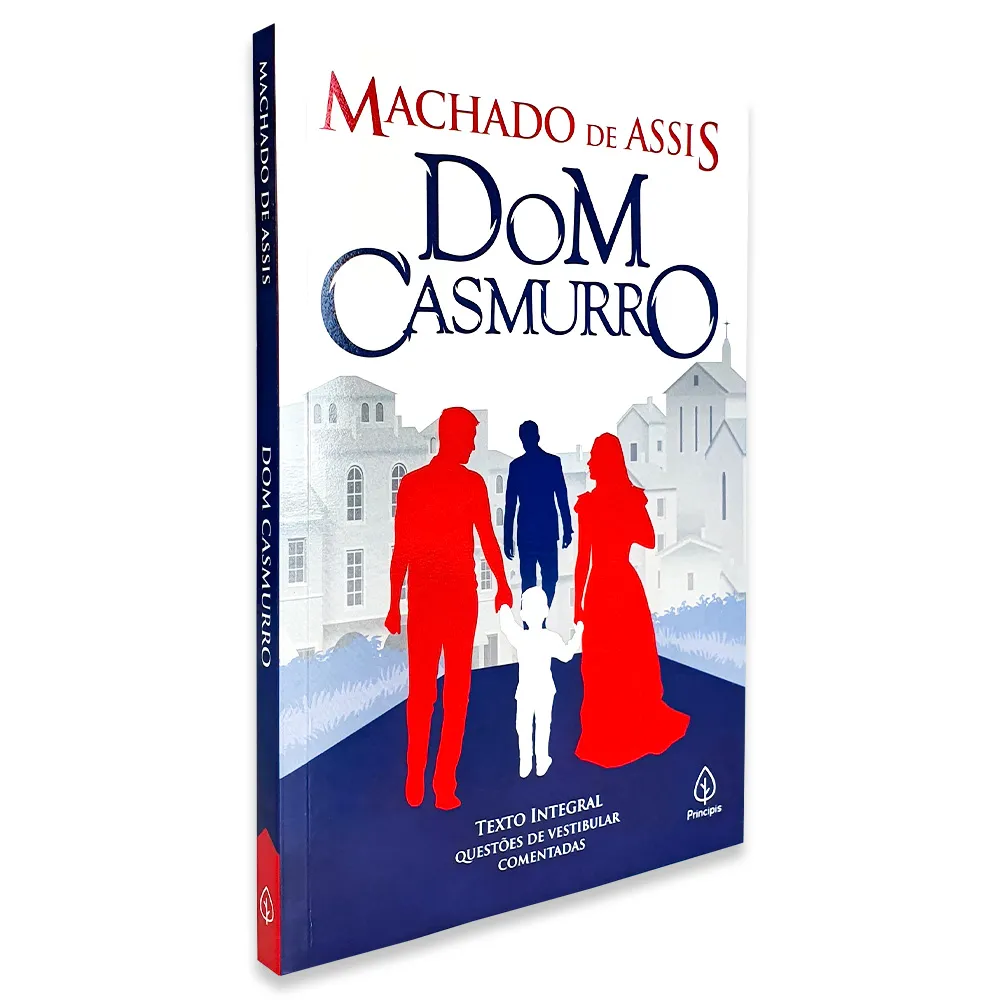 MACHADO DE ASSIS
DOM CASMURRO
MACHADO DE ASSIS
DOM
CASMURRO
TEXTO INTEGRAL
QUESTÕES DE VESTIBULAR
COMENTADAS
Principis